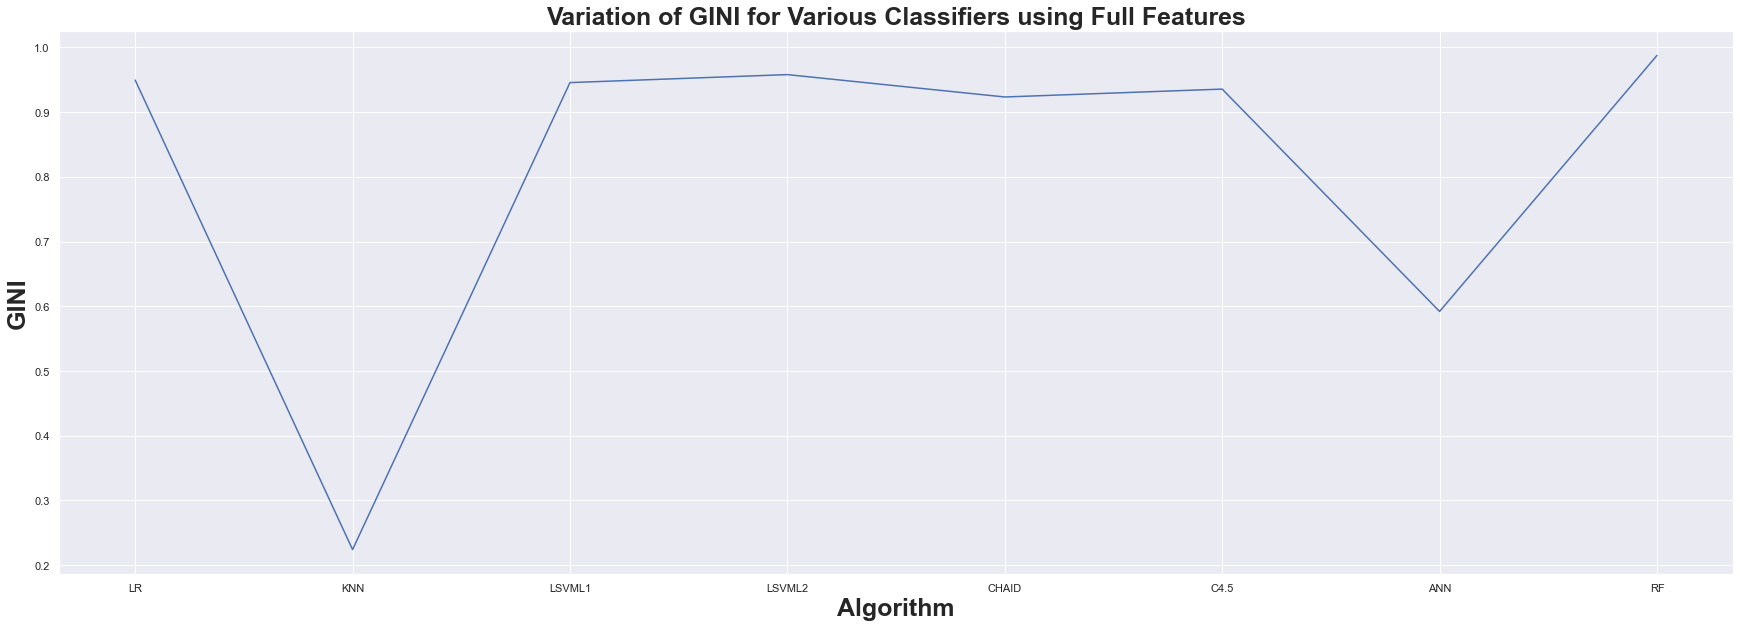 Variation of GINI for Various Classifiers using Full Features
1.0
0.9
0.8
0.7
0.6
0.5
0.4
0.3
0.2
GINI
LR KNN LSVML1 LSVML2 CHAID C4.5 ANN RF
Algorithm